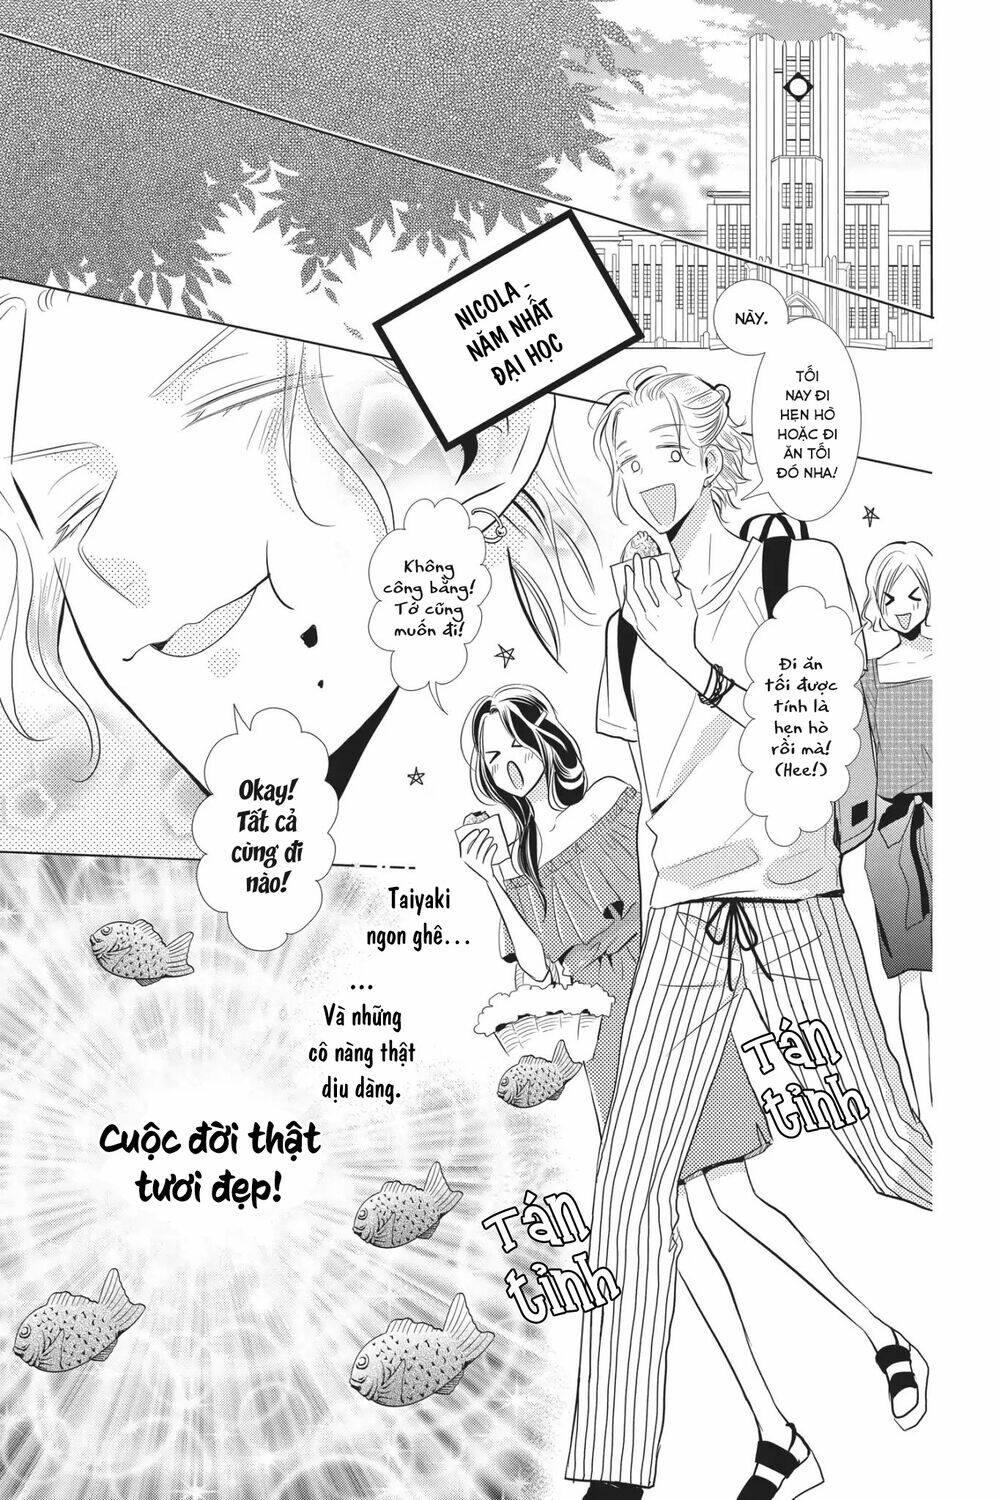 NÀY.
TỐI
NAY ĐI
HẸN HÒ
HOẶC ĐI
ĂN TỐI
ĐÓ NHA!
NICOLA -
NĂM NHẤT
ĐẠI HỌC
Đi ăn
tối được
tính là
hẹn hò
rồi mà!
(Hee!)
Không
công bằng!
Tớ cũng
muốn đi!
Okay!
Tất cả
cùng đi
nào!
Taiyaki
ngon ghê...
...
Và những
cô nàng thật
dịu dàng.
Tán
tỉnh
Tán
tỉnh
Cuộc đời thật
tươi đẹp!